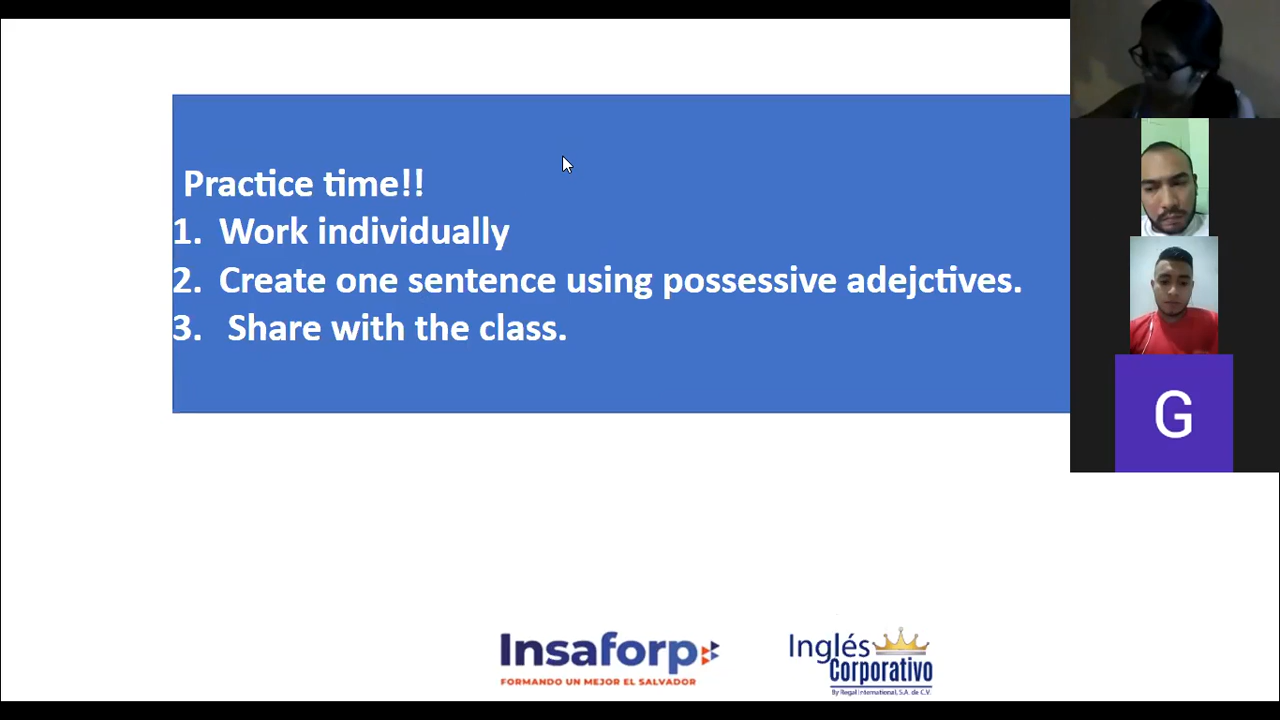 Practice time!!
1. Work individually
2. Create one sentence using possessive adejctives.
3. Share with the class.
G
Insaforp
FORMANDO UN MEJOR EL SALVADOR
Inglés
Corporativo
By Regal International, S.A. de C.V.